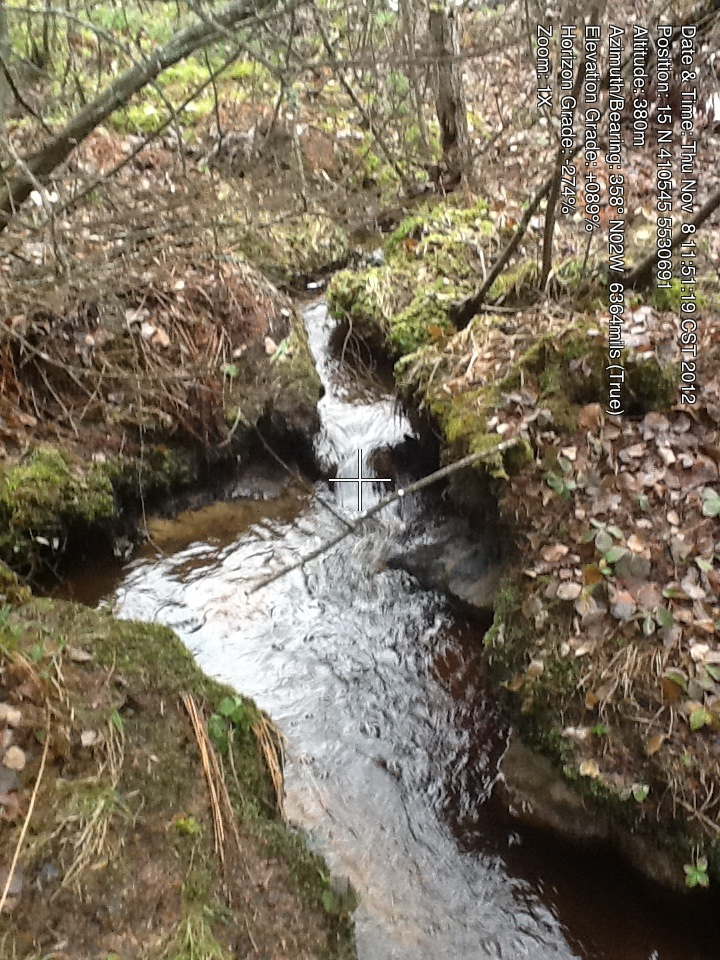 Date & Time: Thu Nov 8 11:51:19 CST 2012
Position: 15 N 410545 5530691
Altitude: 380m
Azimuth/Bearing: 358° N02W 6364mils (True)
Elevation Grade: +089%
Horizon Grade: -274%
Zoom: 1X